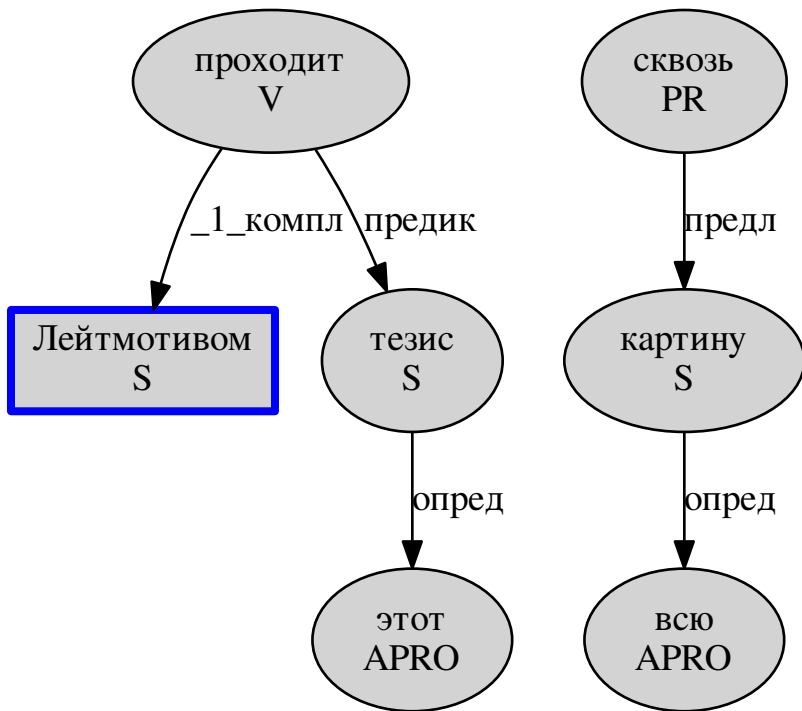 проходит
V
сквозь
PR
_1_компл
предик
предл
Лейтмотивом
S
тезис
S
картину
S
опред
опред
этот
APRO
всю
APRO